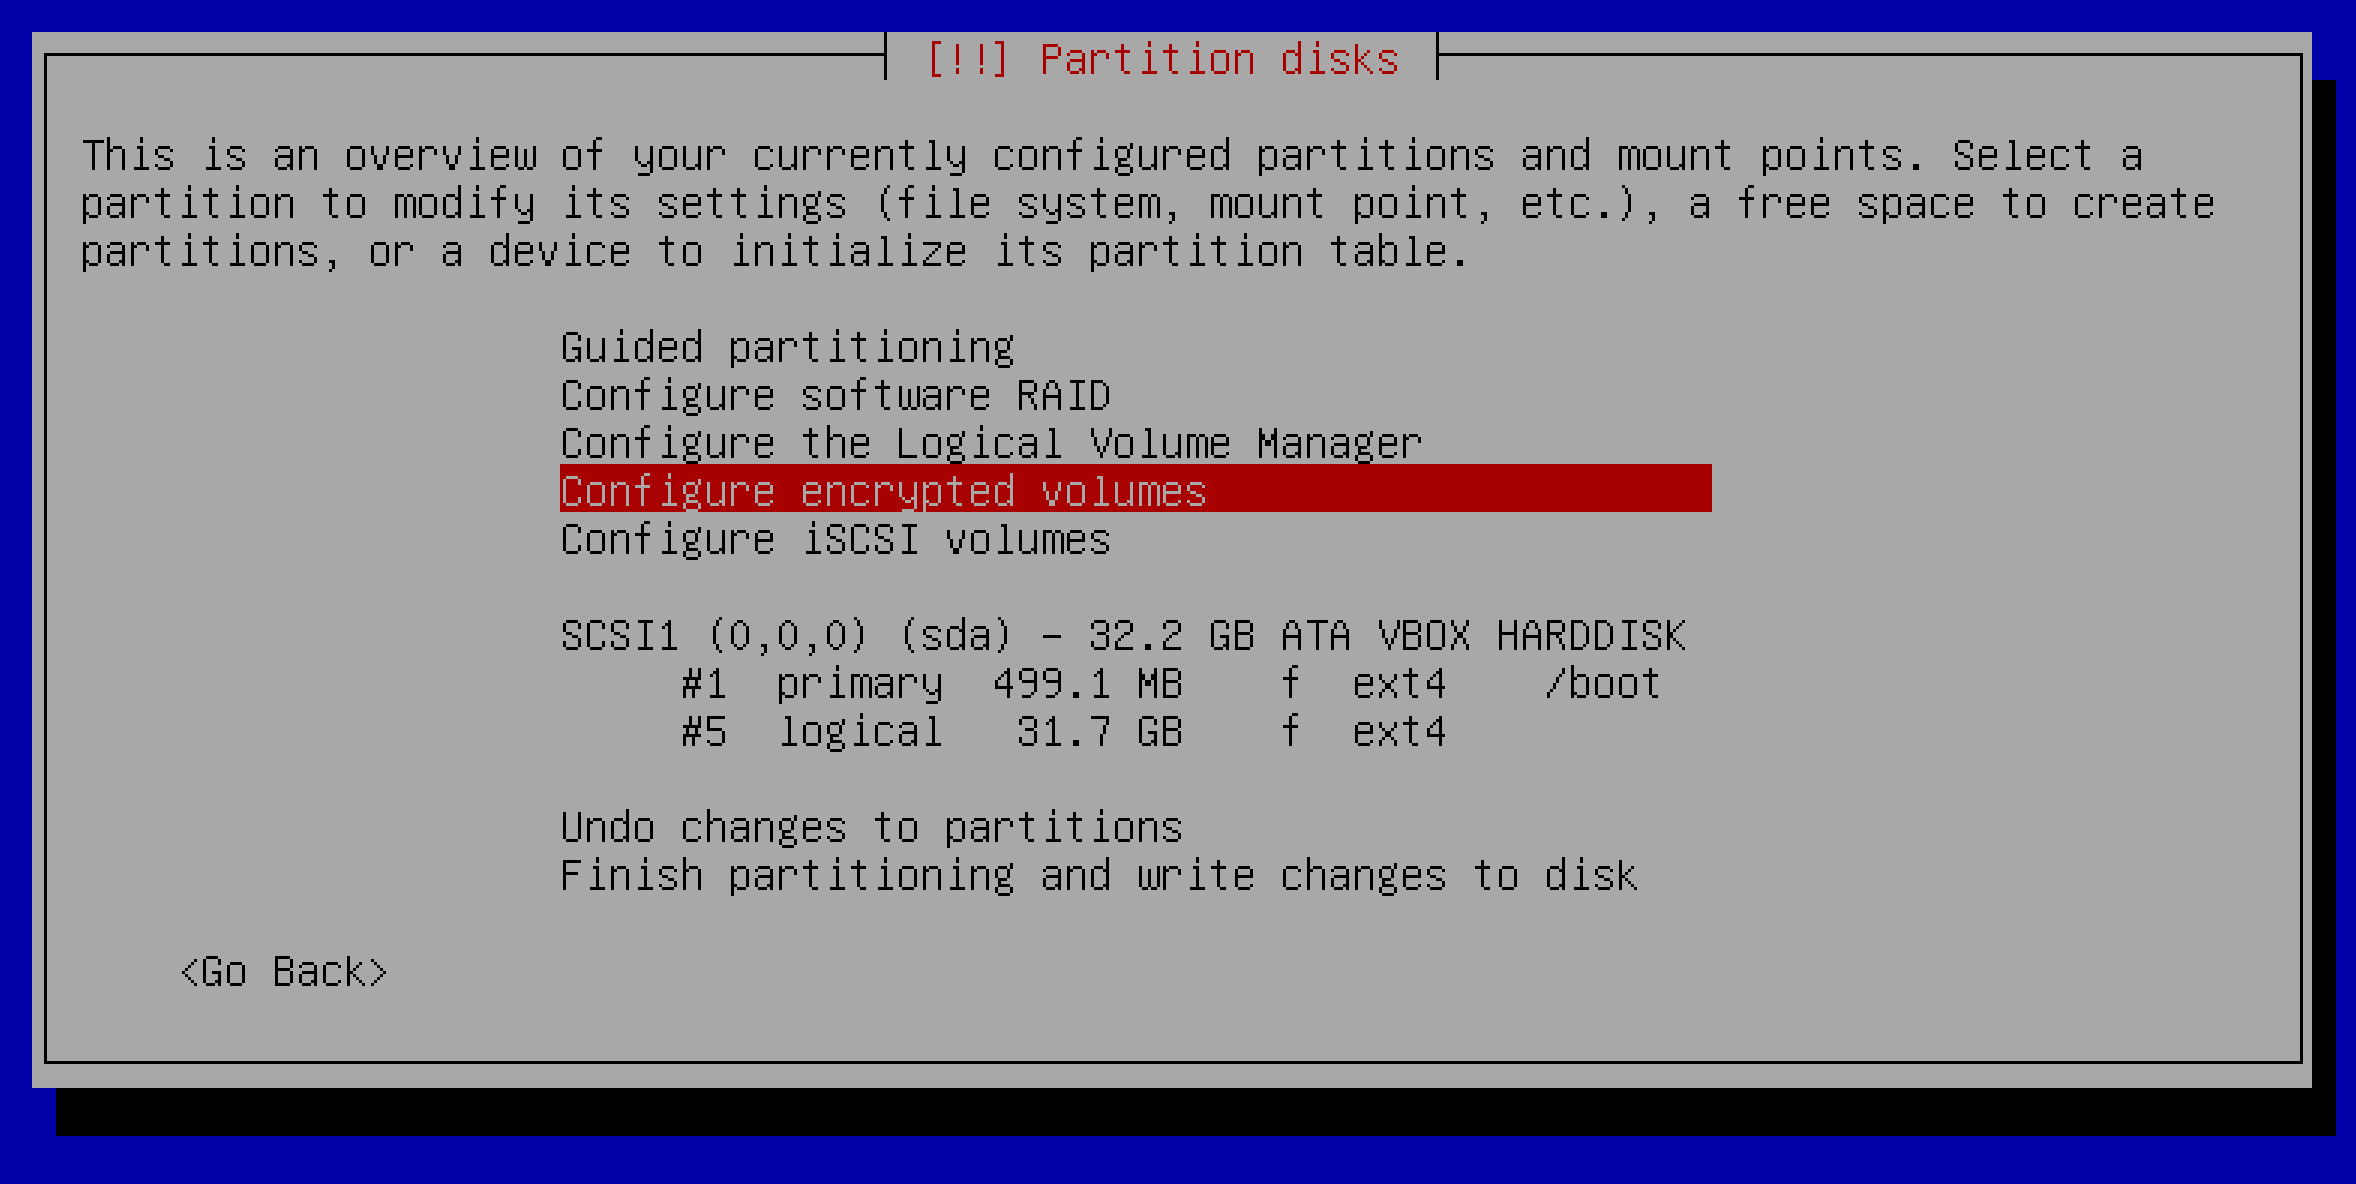 [!!] Partition disks
This is an overview of your currently configured partitions and mount points. Select a
partition to modify its settings (file system, mount point, etc.), a free space to create
partitions, or a device to initialize its partition table.
Guided partitioning
Configure software RAID
Configure the Logical Volume Manager
Configure encrypted volumes
Configure iSCSI volumes
SCSI1 (0,0,0) (sda) - 32.2 GB ATA VBOX HARDDISK
#1 primary 499.1 MB f ext4 /boot
#5 logical 31.7 GB f ext4
Undo changes to partitions
Finish partitioning and write changes to disk
<Go Back>